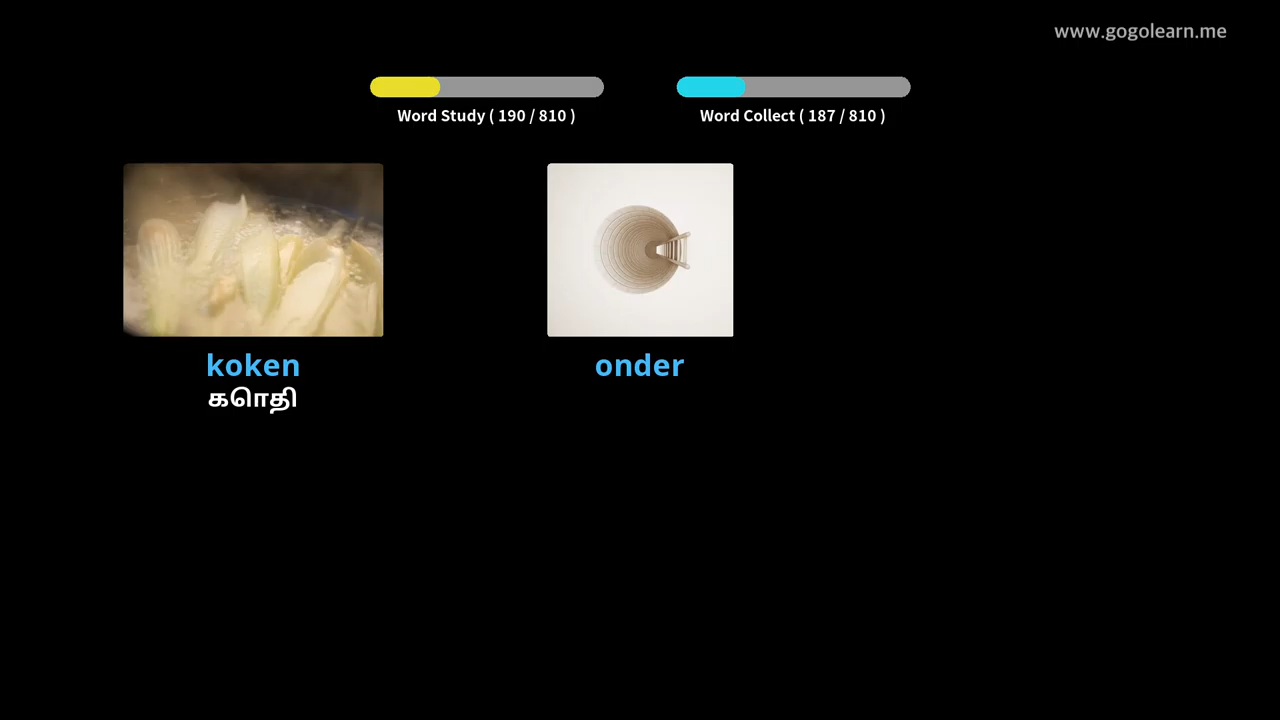 www.gogolearn.me
Word Study ( 190 / 810 )
Word Collect ( 187 / 810 )
koken
கொதி
onder